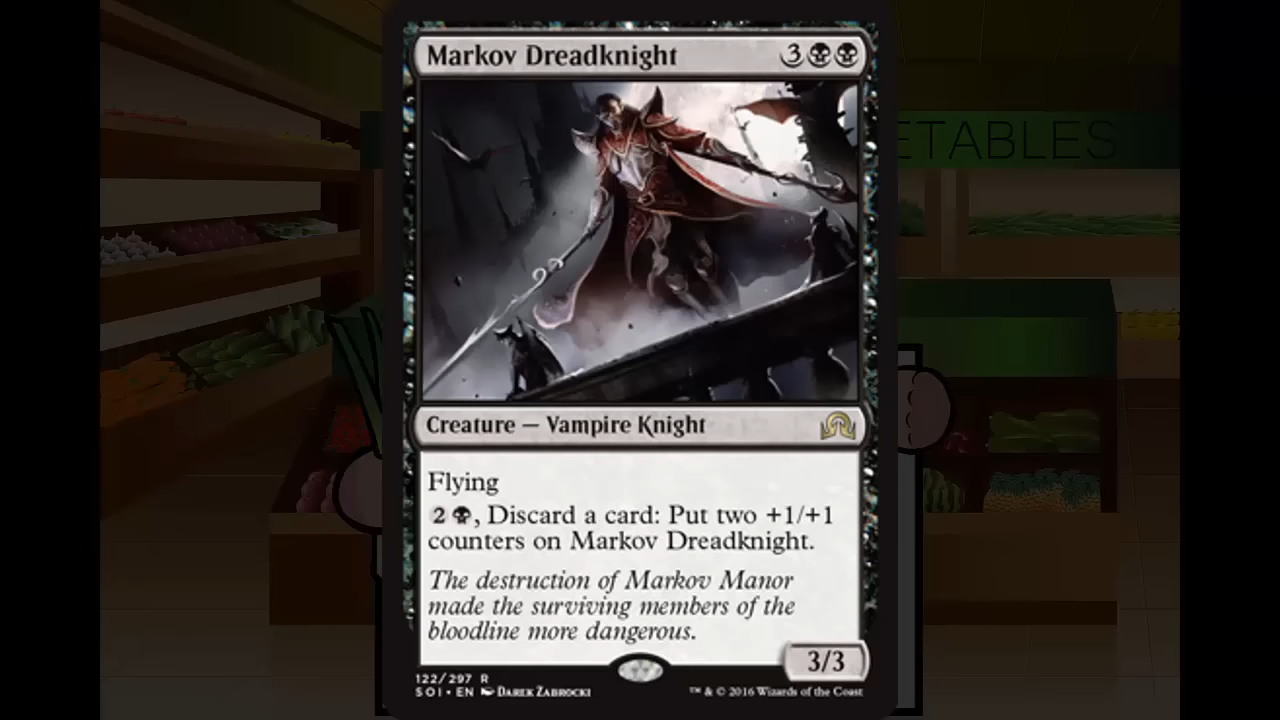 Markov Dreadknight 3
ETABLES
Creature — Vampire Knight
Flying
2, Discard a card: Put two +1/+1
counters on Markov Dreadknight.
The destruction of Markov Manor
made the surviving members of the
bloodline more dangerous.
3/3
122/297 R
SOI • EN DAREK ZABROCKI
™ & © 2016 Wizards of the Coast